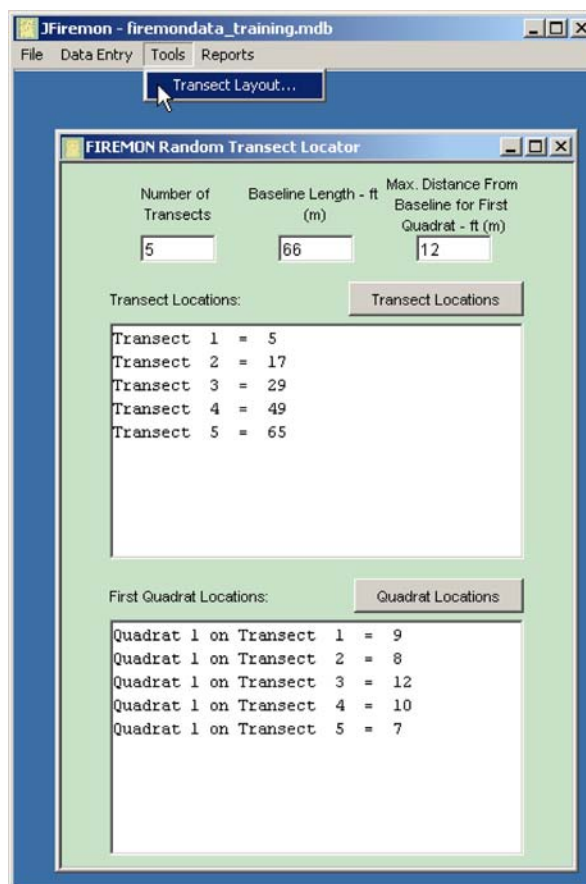 JFiremon - firemondata_training.mdb
File Data Entry Tools Reports
Transect Layout...
FIREMON Random Transect Locator
Number of
Transects
Baseline Length - ft
(m)
Max. Distance From
Baseline for First
Quadrat - ft (m)
5 66 12
Transect Locations: Transect Locations
Transect 1 = 5
Transect 2 = 17
Transect 3 = 29
Transect 4 = 49
Transect 5 = 65
First Quadrat Locations: Quadrat Locations
Quadrat 1 on Transect 1 = 9
Quadrat 1 on Transect 2 = 8
Quadrat 1 on Transect 3 = 12
Quadrat 1 on Transect 4 = 10
Quadrat 1 on Transect 5 = 7